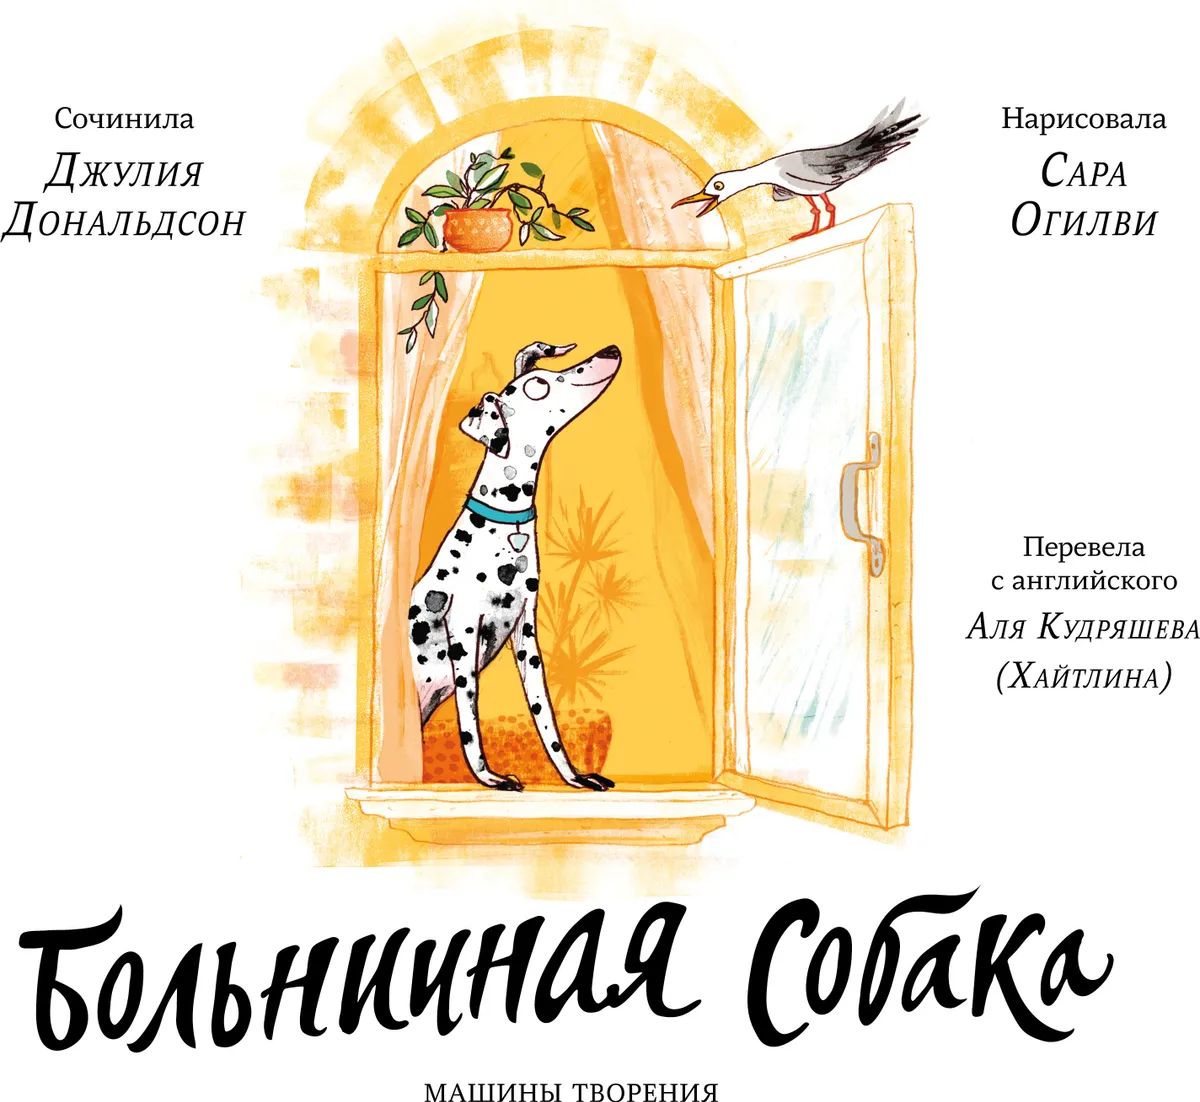 Сочинила
Джулия
Дональдсон
Нарисовала
Сара
Огилви
Перевела
с английского
Аля Кудряшева
(Хайтлина)
Больничная Собака
МАШИНЫ ТВОРЕНИЯ